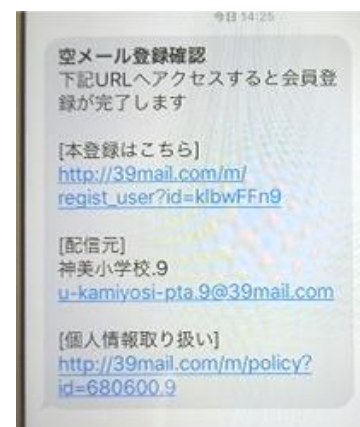 今日 14:25
空メール登録確認
下記URLへアクセスすると会員登
録が完了します
[本登録はこちら]
http://39mail.com/m/
regist_user?id=klbwFFn9
[配信元]
神美小学校.9
u-kamiyosi-pta.9@39mail.com
[個人情報取り扱い]
http://39mail.com/m/policy?
id=680600.9